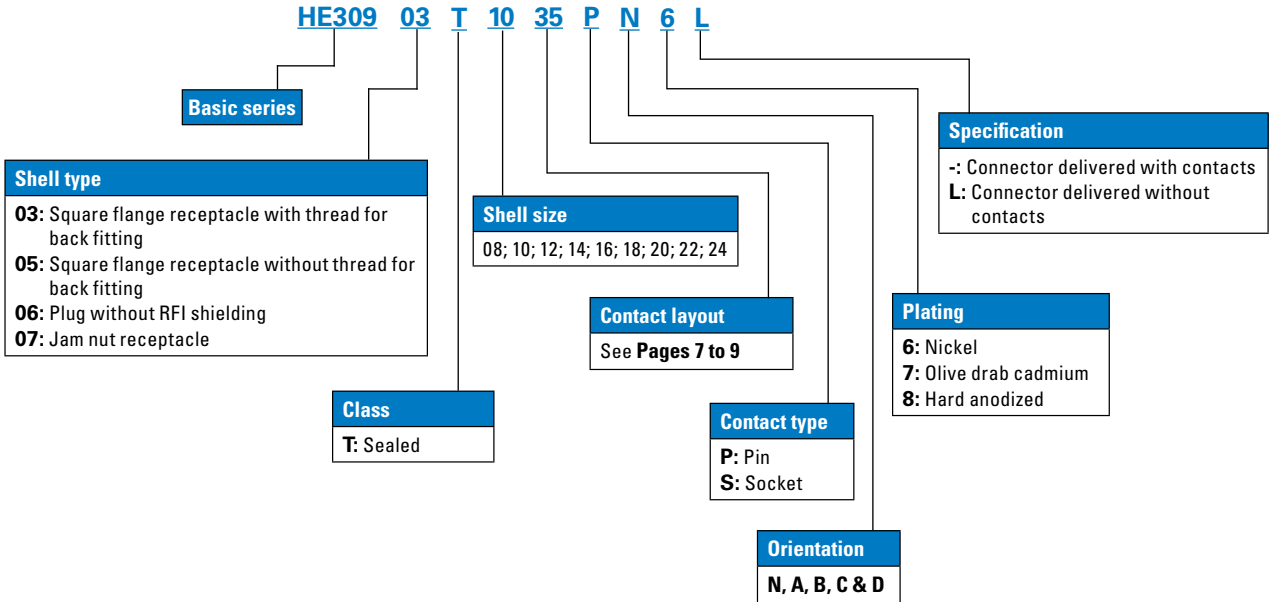 HE309 03 T 10 35 P N 6 L
Basic series
Shell type
03: Square flange receptacle with thread for
back fitting
05: Square flange receptacle without thread for
back fitting
06: Plug without RFI shielding
07: Jam nut receptacle
Class
T: Sealed
Shell size
08; 10; 12; 14; 16; 18; 20; 22; 24
Contact layout
See Pages 7 to 9
Contact type
P: Pin
S: Socket
Orientation
N, A, B, C & D
Plating
6: Nickel
7: Olive drab cadmium
8: Hard anodized
Specification
-: Connector delivered with contacts
L: Connector delivered without
contacts